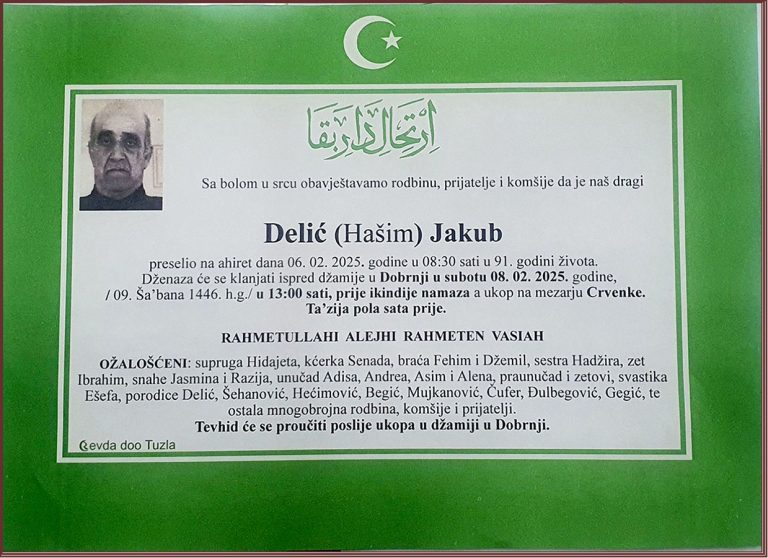 اِرْتِحَالِ دَارِ بَقَا
Sa bolom u srcu obavještavamo rodbinu, prijatelje i komšije da je naš dragi
Delić (Hašim) Jakub
preselio na ahiret dana 06. 02. 2025. godine u 08:30 sati u 91. godini života.
Dženaza će se klanjati ispred džamije u Dobrnji u subotu 08. 02. 2025. godine,
/ 09. Ša'bana 1446. h.g./ u 13:00 sati, prije ikindije namaza a ukop na mezarju Crvenke.
Ta'zija pola sata prije.
RAHMETULLAHI ALEJHI RAHMETEN VASIAH
OŽALOŠĆENI: supruga Hidajeta, kćerka Senada, braća Fehim i Džemil, sestra Hadžira, zet
Ibrahim, snahe Jasmina i Razija, unučad Adisa, Andrea, Asim i Alena, praunučad i zetovi, svastika
Ešefa, porodice Delić, Šehanović, Hećimović, Begić, Mujkanović, Ćufer, Đulbegović, Gegić, te
ostala mnogobrojna rodbina, komšije i prijatelji.
Tevhid će se proučiti poslije ukopa u džamiji u Dobrnji.
evda doo Tuzla